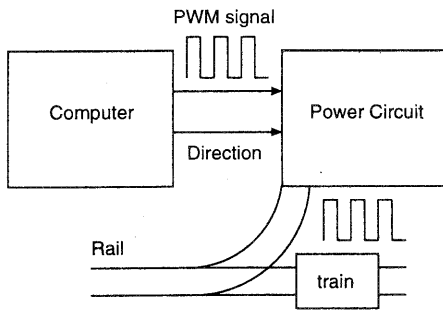 PWM signal
Computer
Power Circuit
Direction
Rail
train